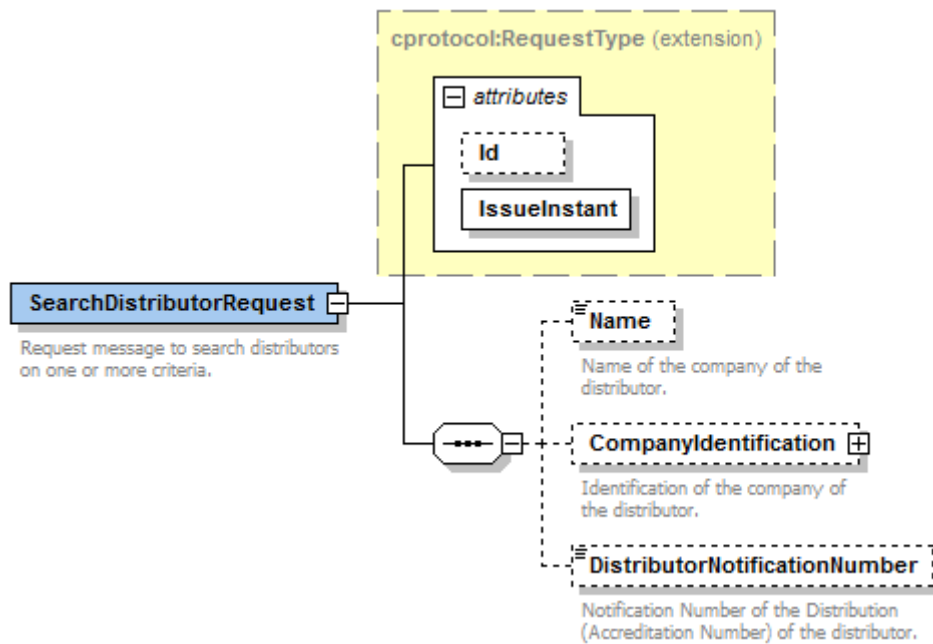 cprotocol:RequestType (extension)
attributes
Id
IssueInstant
SearchDistributorRequest
Request message to search distributors
on one or more criteria.
Name
Name of the company of the
distributor.
CompanyIdentification
Identification of the company of
the distributor.
DistributorNotificationNumber
Notification Number of the Distribution
(Accreditation Number) of the distributor.